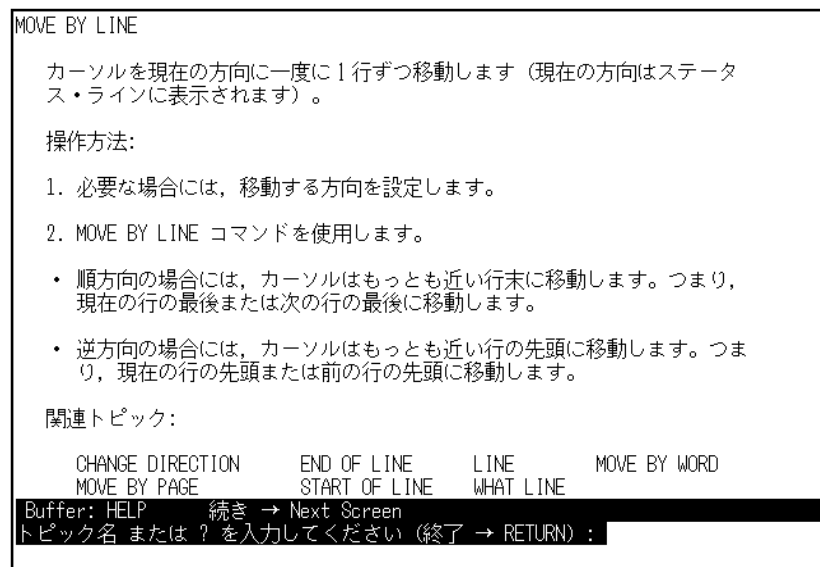 MOVE BY LINE
カーソルを現在の方向に一度に1行ずつ移動します（現在の方向はステータ
ス・ラインに表示されます）。
操作方法:
1. 必要な場合には，移動する方向を設定します。
2. MOVE BY LINE コマンドを使用します。
・ 順方向の場合には，カーソルはもっとも近い行末に移動します。つまり，
現在の行の最後または次の行の最後に移動します。
・ 逆方向の場合には，カーソルはもっとも近い行の先頭に移動します。つま
り，現在の行の先頭または前の行の先頭に移動します。
関連トピック:
CHANGE DIRECTION END OF LINE LINE MOVE BY WORD
MOVE BY PAGE START OF LINE WHAT LINE
Buffer: HELP 続き → Next Screen
トピック名 または ? を入力してください（終了 → RETURN）: